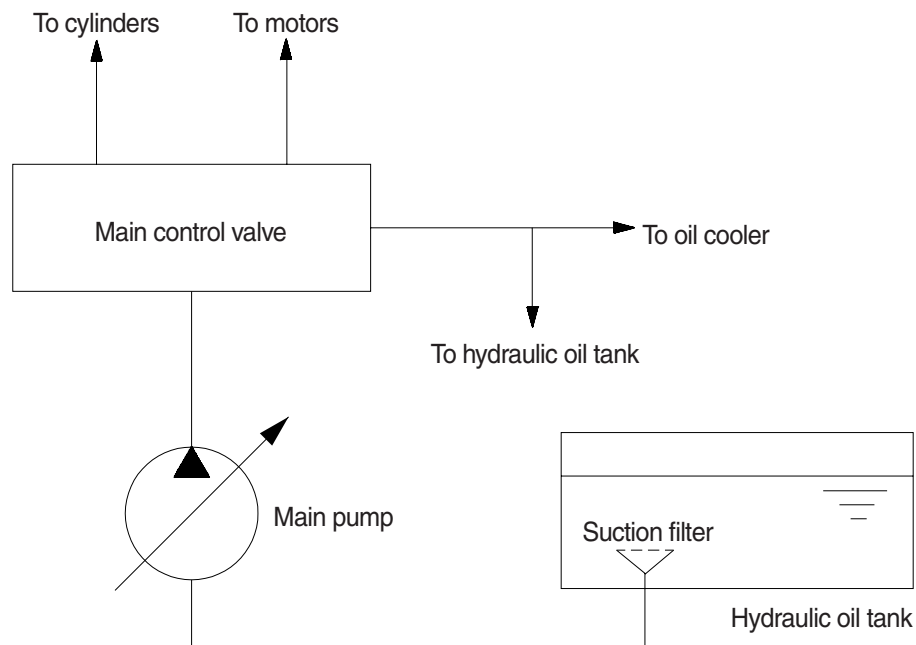 To cylinders
To motors
Main control valve
To oil cooler
To hydraulic oil tank
Main pump
Suction filter
Hydraulic oil tank